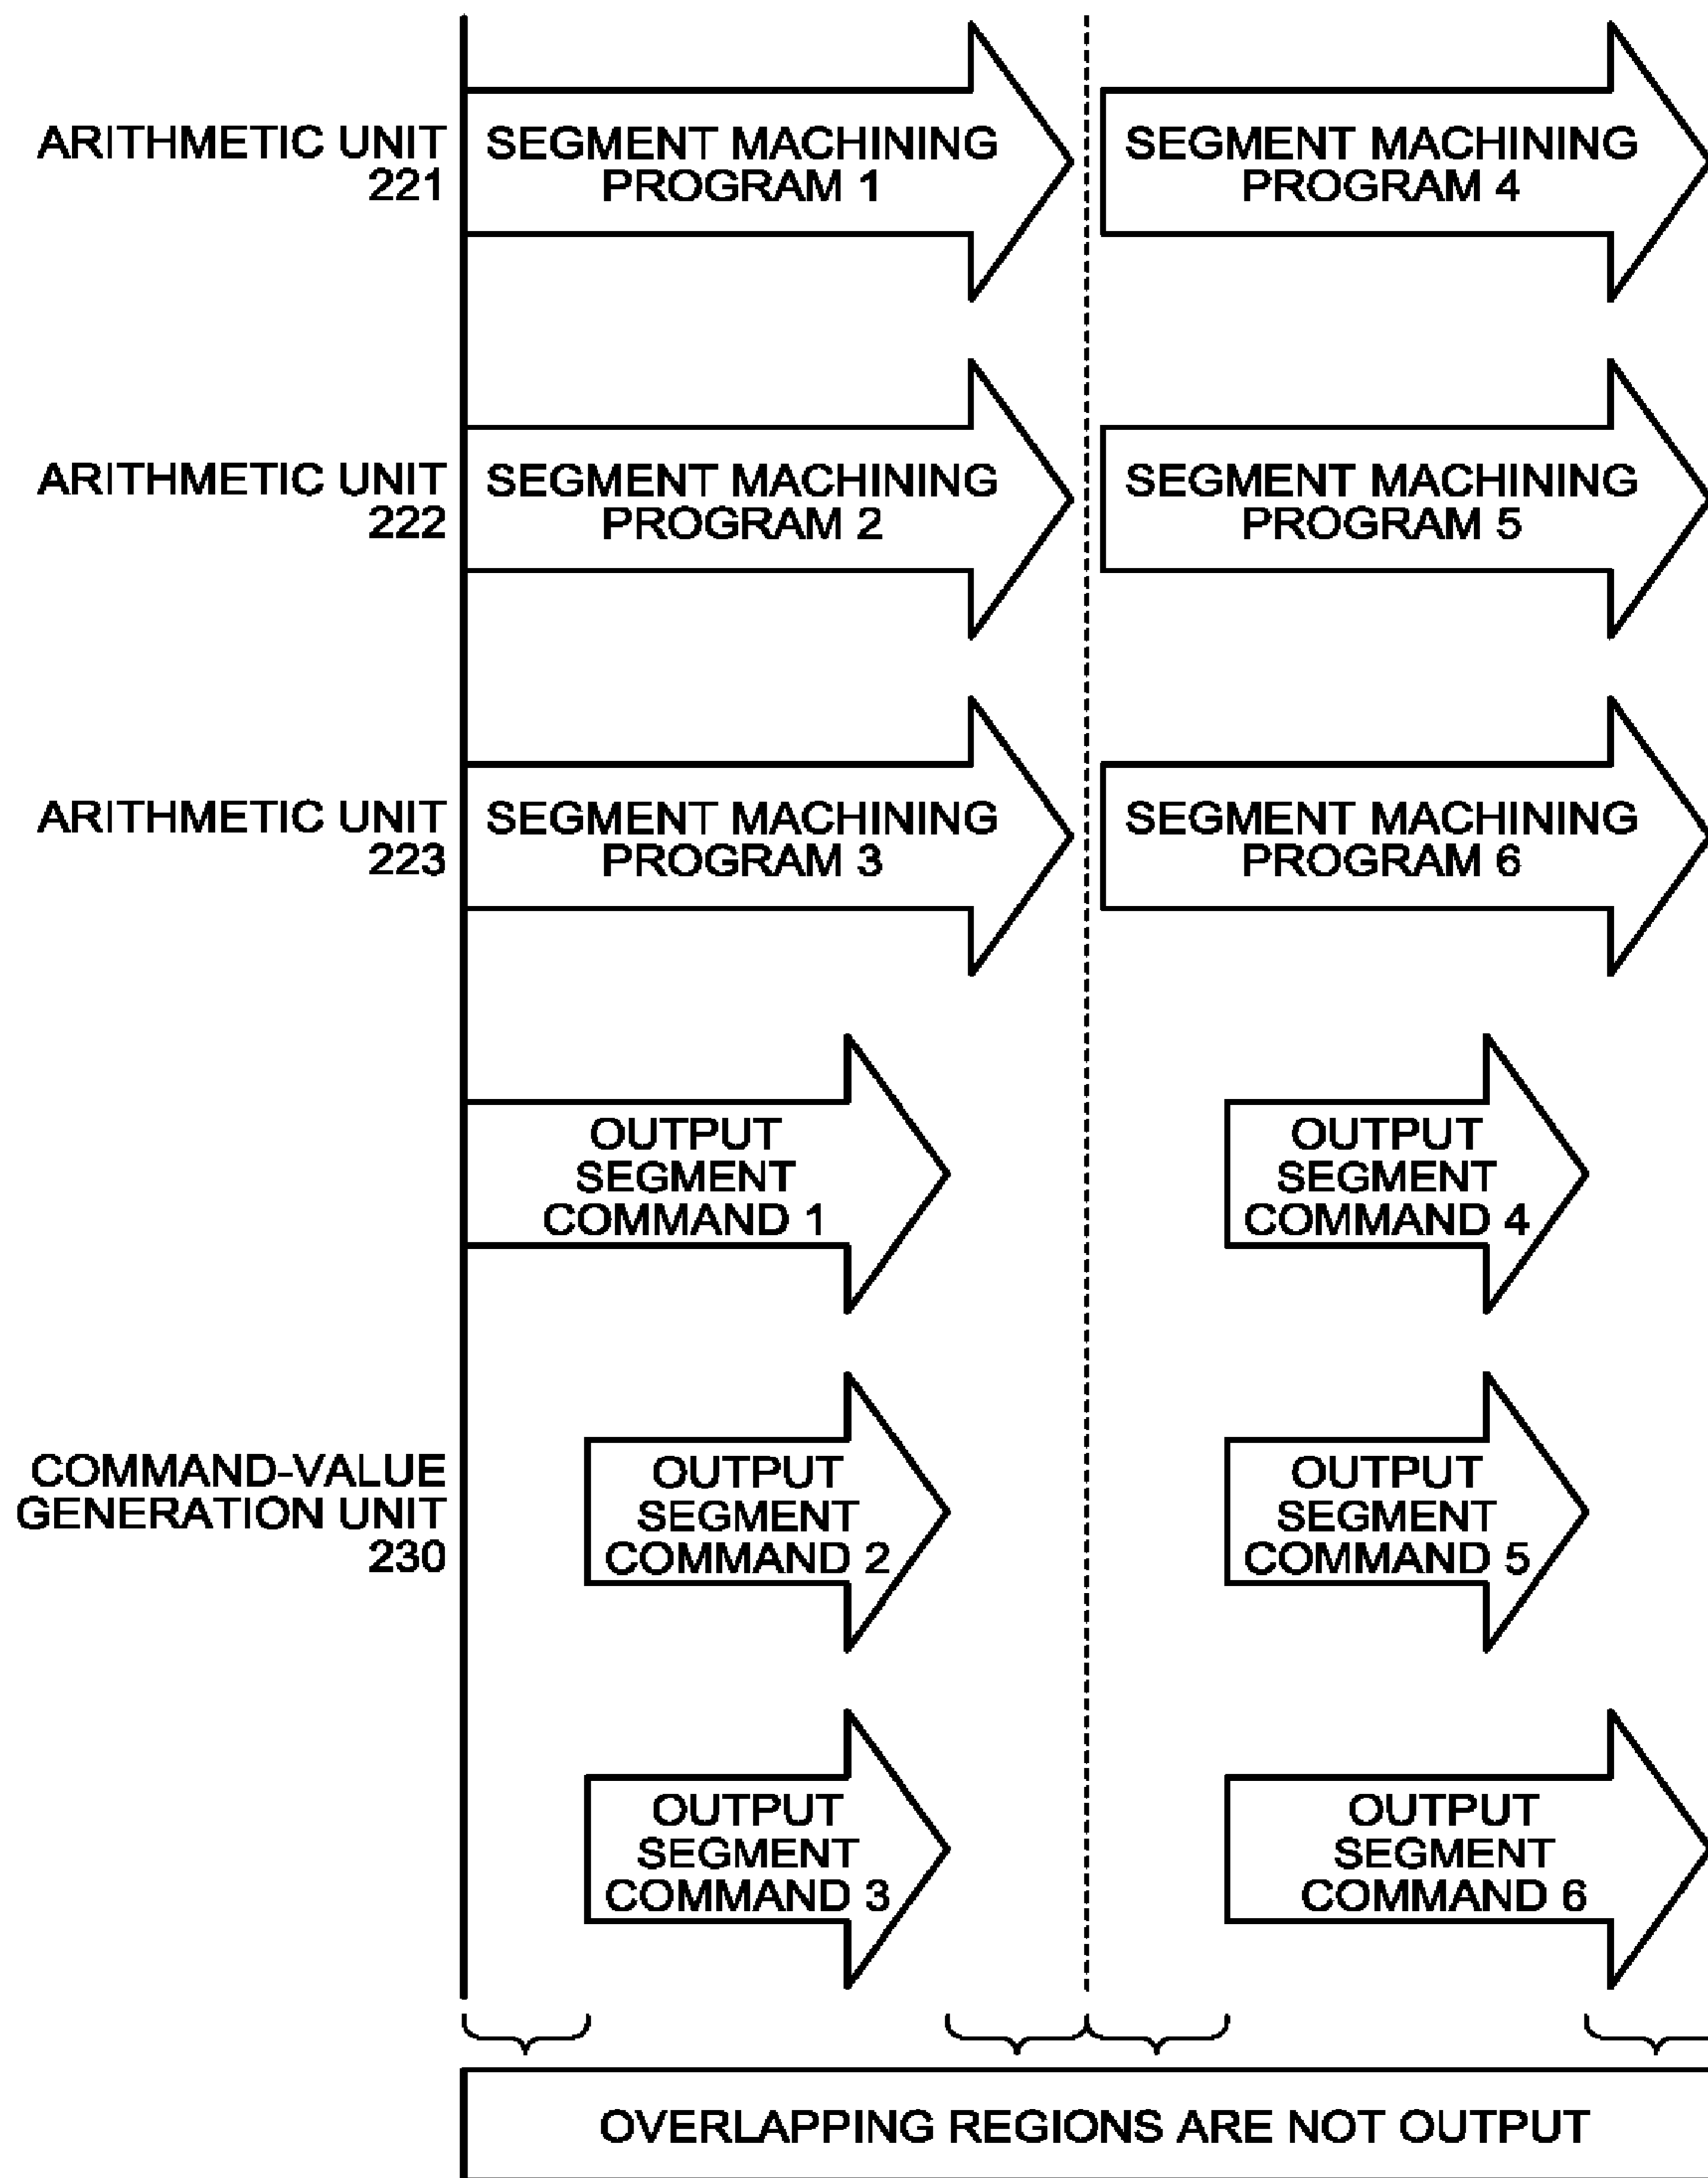 ARITHMETIC UNIT
221
SEGMENT MACHINING
PROGRAM 1
SEGMENT MACHINING
PROGRAM 4
ARITHMETIC UNIT
222
SEGMENT MACHINING
PROGRAM 2
SEGMENT MACHINING
PROGRAM 5
ARITHMETIC UNIT
223
SEGMENT MACHINING
PROGRAM 3
SEGMENT MACHINING
PROGRAM 6
COMMAND-VALUE
GENERATION UNIT
230
OUTPUT
SEGMENT
COMMAND 1
OUTPUT
SEGMENT
COMMAND 4
OUTPUT
SEGMENT
COMMAND 2
OUTPUT
SEGMENT
COMMAND 5
OUTPUT
SEGMENT
COMMAND 3
OUTPUT
SEGMENT
COMMAND 6
OVERLAPPING REGIONS ARE NOT OUTPUT